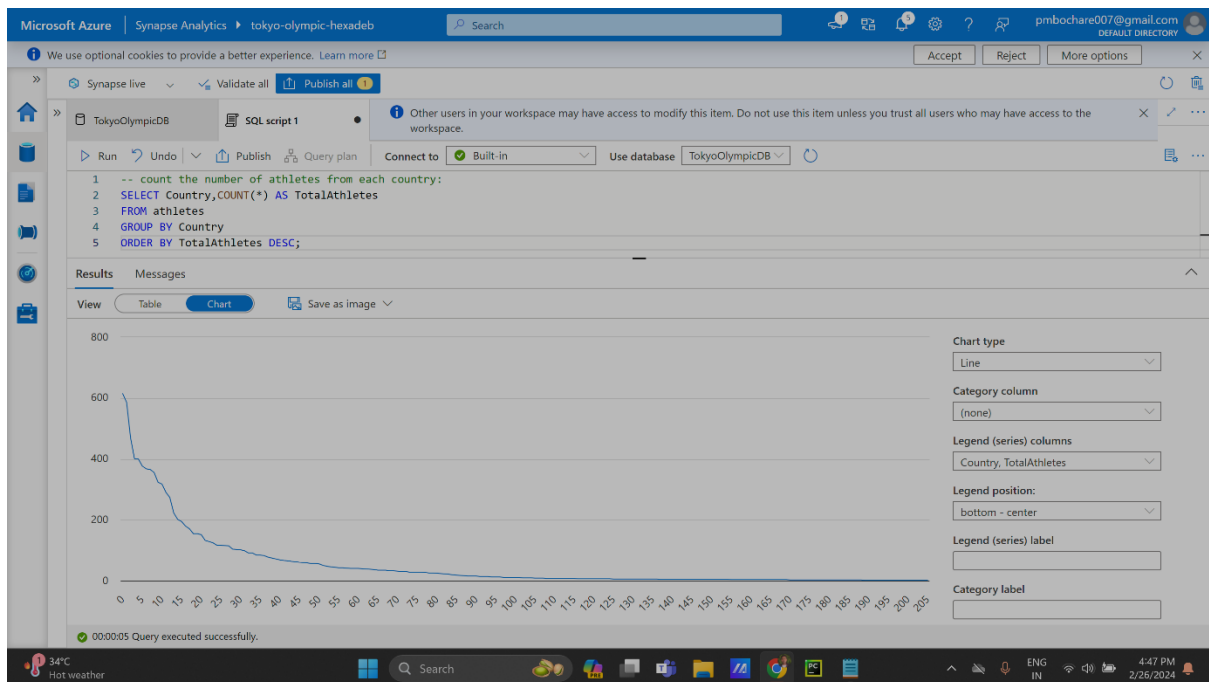 Microsoft Azure | Synapse Analytics ▸ tokyo-olympic-hexadeb
Search
1
5
pmbochare007@gmail.com
DEFAULT DIRECTORY
We use optional cookies to provide a better experience. Learn more
Accept
Reject
More options
Synapse live
Validate all
Publish all 1
TokyoOlympicDB
SQL script 1
Other users in your workspace may have access to modify this item. Do not use this item unless you trust all users who may have access to the
workspace.
Run
Undo
Publish
Query plan
Connect to
Built-in
Use database
TokyoOlympicDB
1 -- count the number of athletes from each country:
2 SELECT Country,COUNT(*) AS TotalAthletes
3 FROM athletes
4 GROUP BY Country
5 ORDER BY TotalAthletes DESC;
Results
Messages
View
Table
Chart
Save as image
800
600
400
200
0
0 5 10 15 20 25 30 35 40 45 50 55 60 65 70 75 80 85 90 95 100 105 110 115 120 125 130 135 140 145 150 155 160 165 170 175 180 185 190 195 200 205
Chart type
Line
Category column
(none)
Legend (series) columns
Country, TotalAthletes
Legend position:
bottom - center
Legend (series) label
Category label
00:00:05 Query executed successfully.
1
34°C
Hot weather
Search
PRE
PC
ENG
IN
4:47 PM
2/26/2024